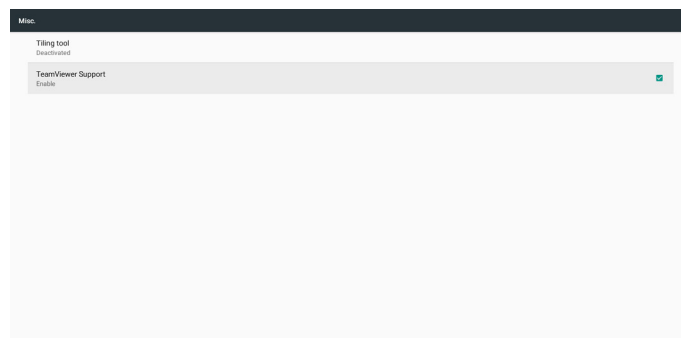 Misc.
Tiling tool
Deactivated
TeamViewer Support
Enable